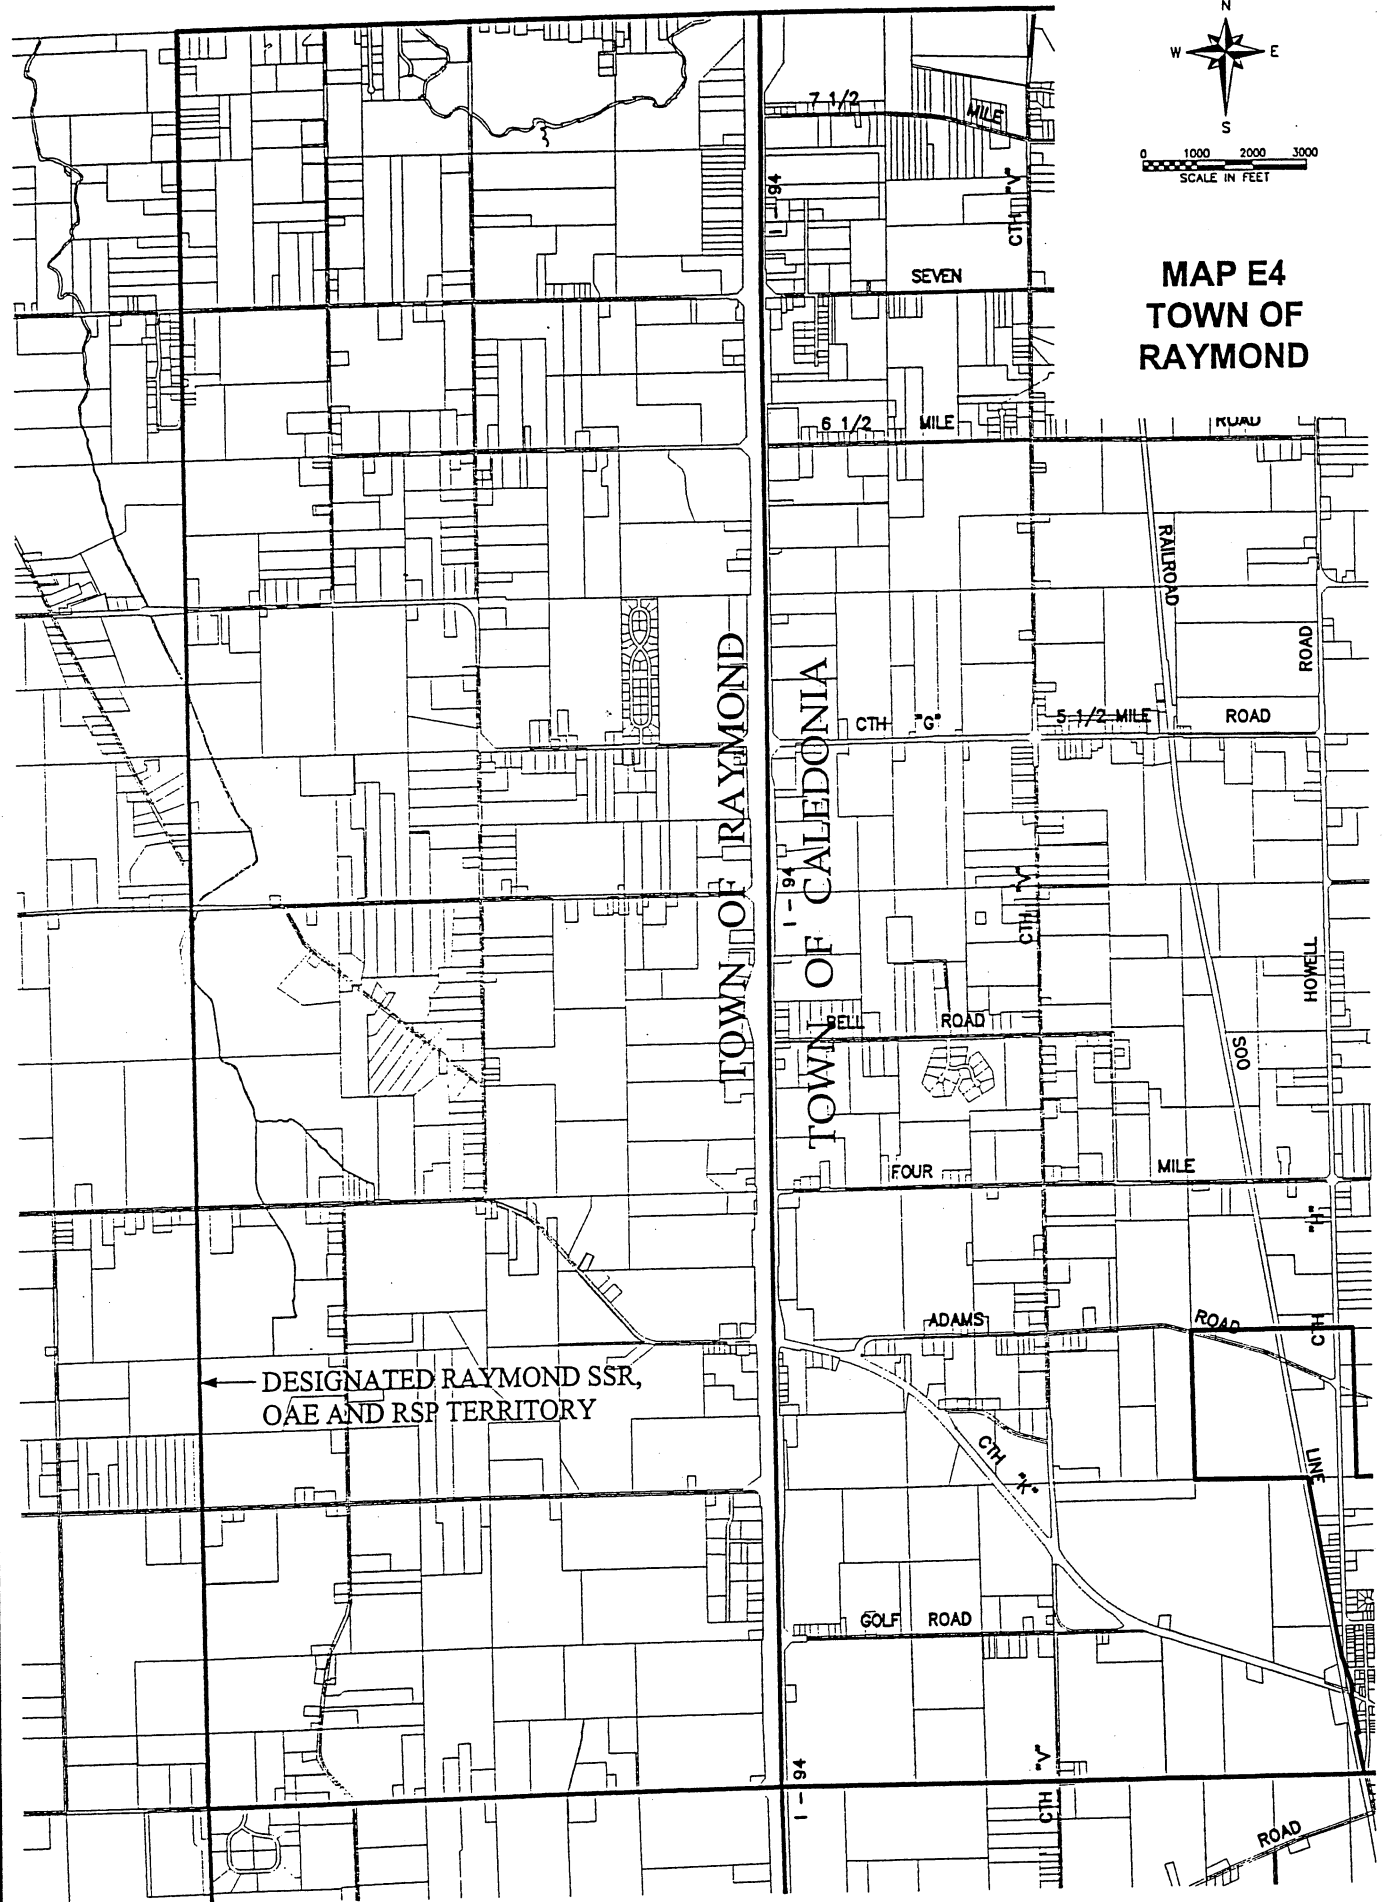 N
W E
S
0 1000 2000 3000
SCALE IN FEET
MAP E4
TOWN OF
RAYMOND
7 1/2
MILE
I-94
CTH "V"
SEVEN
6 1/2 MILE
ROAD
RAILROAD
ROAD
TOWN OF RAYMOND
TOWN OF CALEDONIA
CTH "G"
5 1/2 MILE ROAD
I-94
CTH "V"
HOWELL
BELL ROAD
SOO
FOUR MILE
"H"
CTH
ADAMS
ROAD
DESIGNATED RAYMOND SSR,
OAE AND RSP TERRITORY
CTH "K"
LINE
GOLF ROAD
I-94
CTH "V"
ROAD